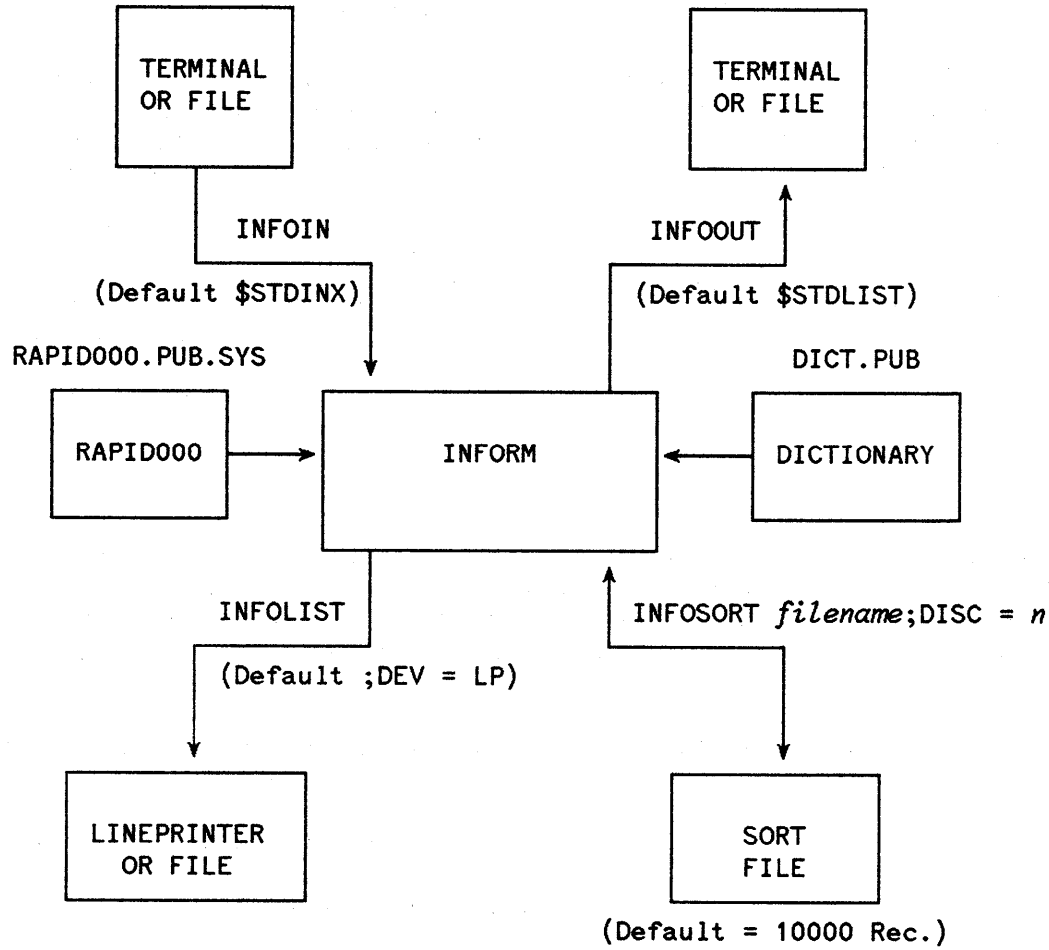 TERMINAL
OR FILE
TERMINAL
OR FILE
INFOIN
(Default $STDINX)
INFOOUT
(Default $STDLIST)
RAPID000.PUB.SYS
DICT.PUB
RAPID000
INFORM
DICTIONARY
INFOLIST
(Default ;DEV = LP)
INFOSORT filename;DISC = n
LINEPRINTER
OR FILE
SORT
FILE
(Default = 10000 Rec.)